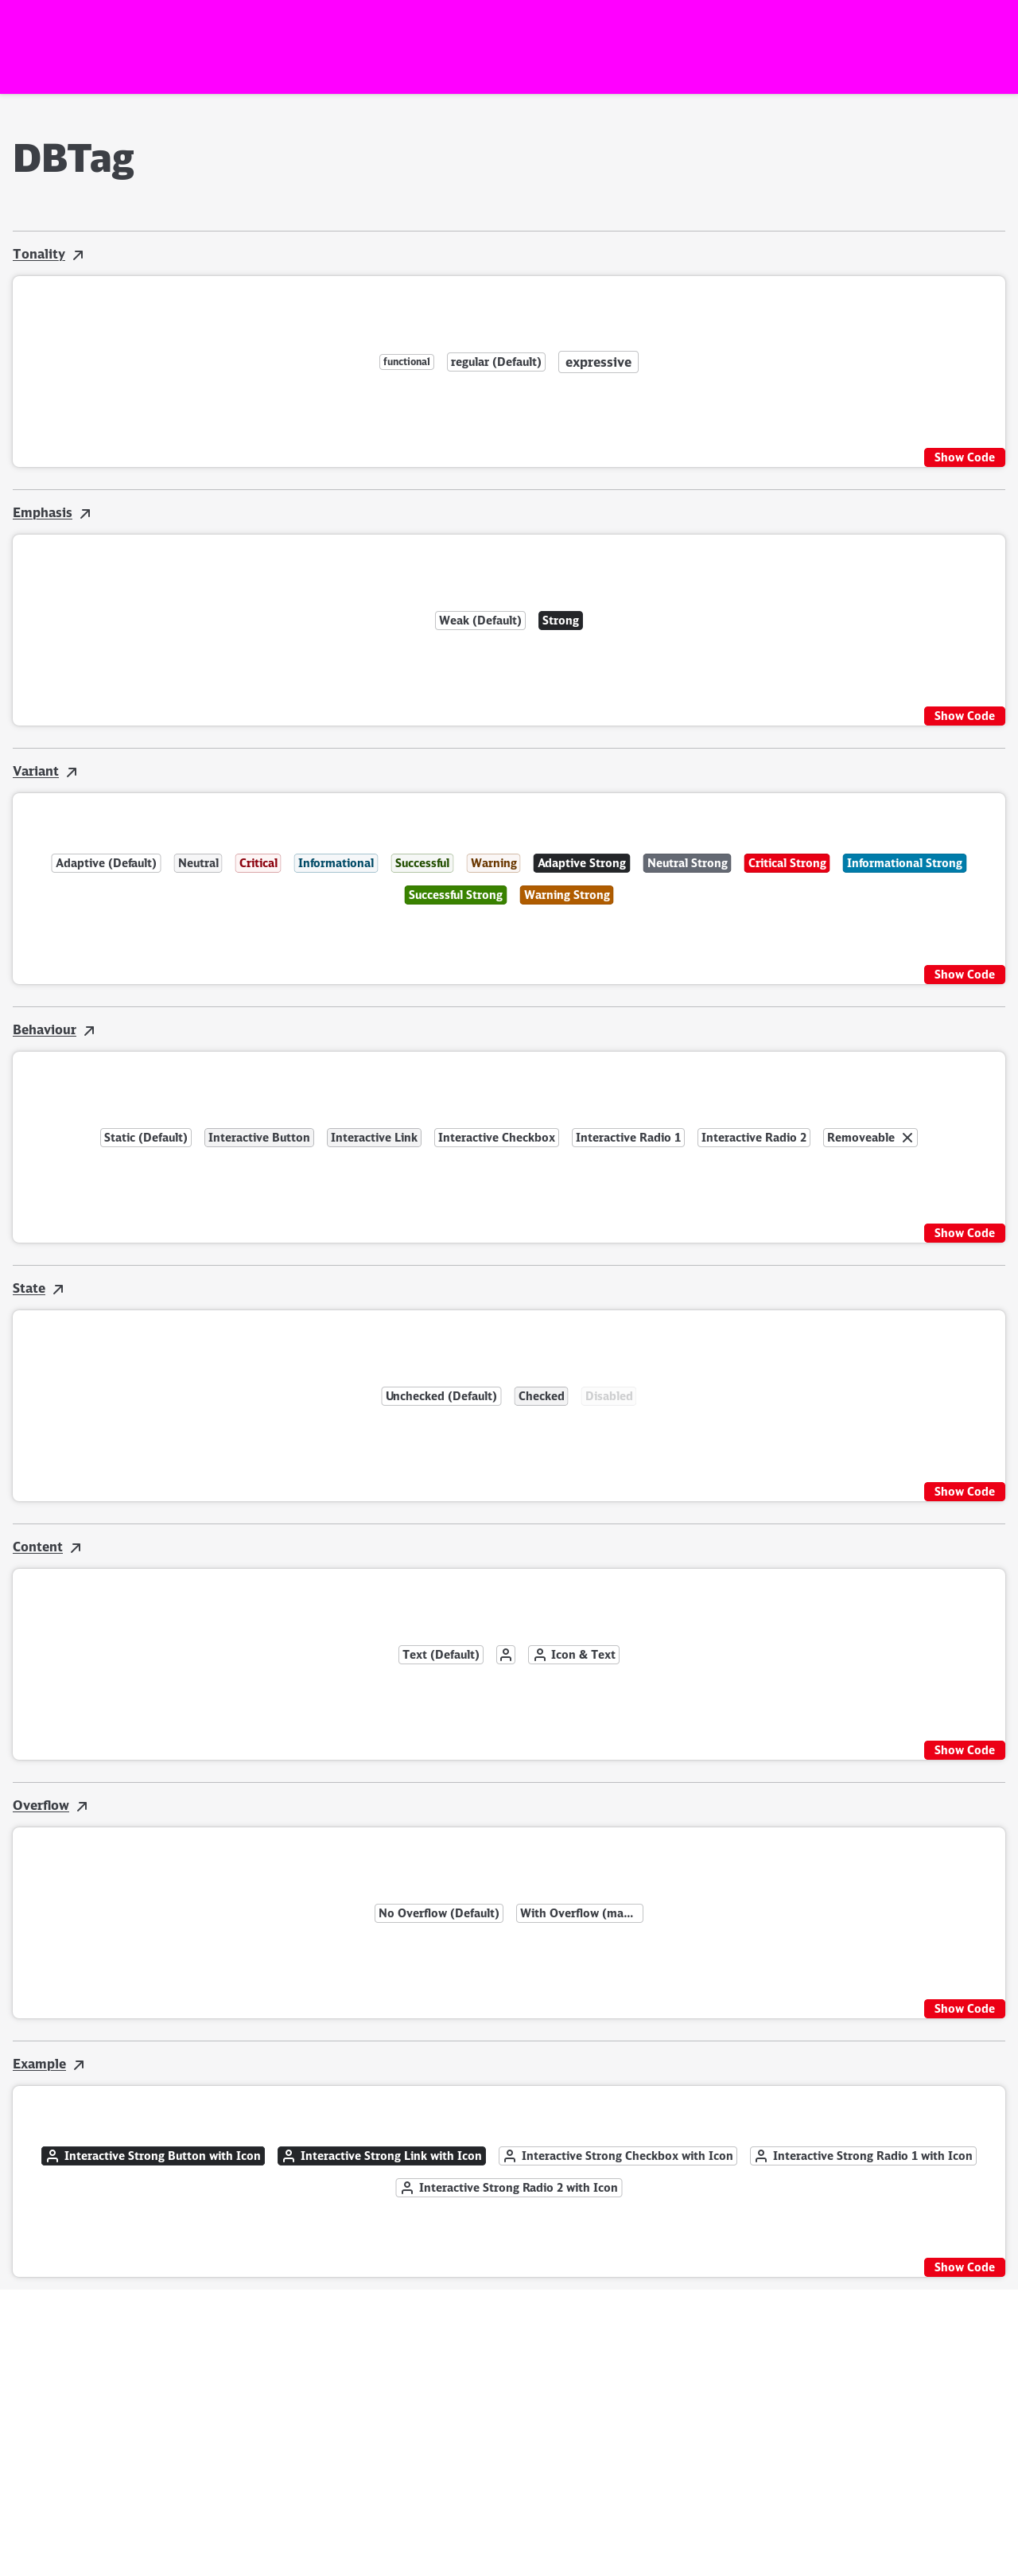 DBTag
Tonality
functional regular (Default) expressive
Show Code
Emphasis
Weak (Default) Strong
Show Code
Variant
Adaptive (Default) Neutral Critical Informational Successful Warning Adaptive Strong Neutral Strong Critical Strong Informational Strong
Successful Strong Warning Strong
Show Code
Behaviour
Static (Default) Interactive Button Interactive Link Interactive Checkbox Interactive Radio 1 Interactive Radio 2 Removeable
Show Code
State
Unchecked (Default) Checked Disabled
Show Code
Content
Text (Default) Icon & Text
Show Code
Overflow
No Overflow (Default) With Overflow (ma...
Show Code
Example
Interactive Strong Button with Icon Interactive Strong Link with Icon Interactive Strong Checkbox with Icon Interactive Strong Radio 1 with Icon
Interactive Strong Radio 2 with Icon
Show Code